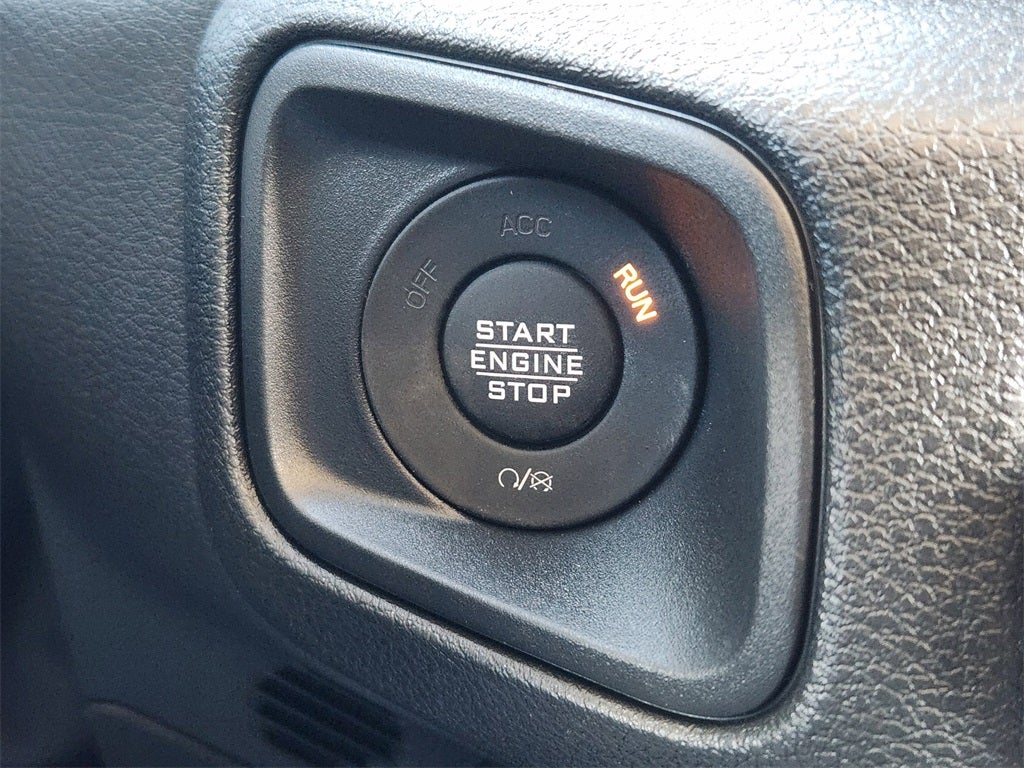 ACC
OFF
RUN
START
ENGINE
STOP